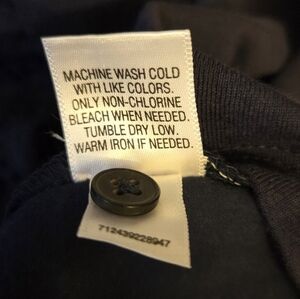 MACHINE WASH COLD
WITH LIKE COLORS.
ONLY NON-CHLORINE
BLEACH WHEN NEEDED.
TUMBLE DRY LOW.
WARM IRON IF NEEDED.
712439228947